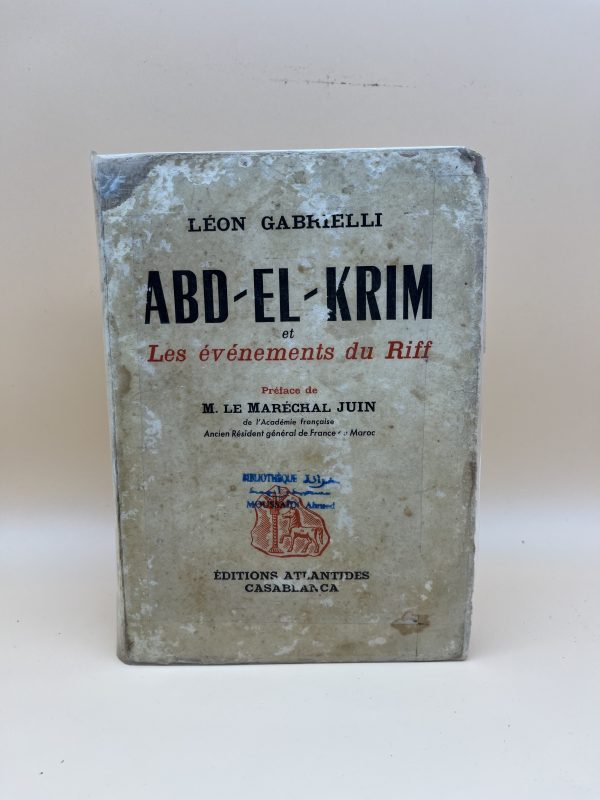 LÉON GABRIELLI
ABD-EL-KRIM
et
Les événements du Riff
Préface de
M. LE MARÉCHAL JUIN
de l'Académie française
Ancien Résident général de France au Maroc
BIBLIOTHÈQUE
MOUSSAOUI Ahmed
ÉDITIONS ATLANTIDES
CASABLANCA